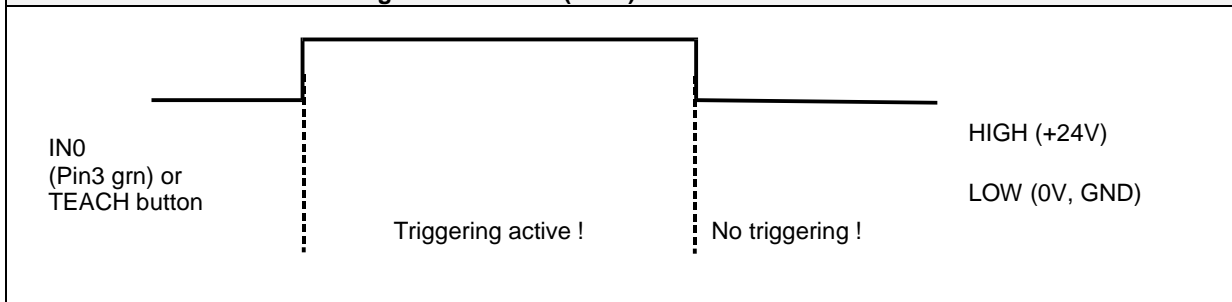 IN0
(Pin3 grn) or
TEACH button
HIGH (+24V)
LOW (0V, GND)
Triggering active !
No triggering !